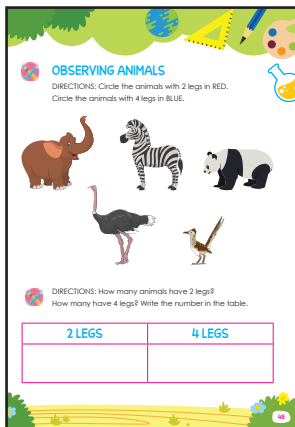 OBSERVING ANIMALS
DIRECTIONS: Circle the animals with 2 legs in RED.
Circle the animals with 4 legs in BLUE.
DIRECTIONS: How many animals have 2 legs?
How many have 4 legs? Write the number in the table.
2 LEGS
4 LEGS
48